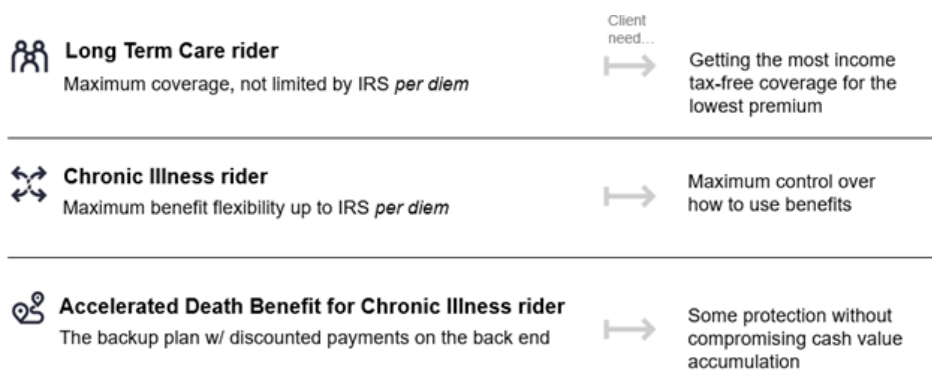 Client
need...
Long Term Care rider
Maximum coverage, not limited by IRS per diem
Getting the most income
tax-free coverage for the
lowest premium
Chronic Illness rider
Maximum benefit flexibility up to IRS per diem
Maximum control over
how to use benefits
Accelerated Death Benefit for Chronic Illness rider
The backup plan w/ discounted payments on the back end
Some protection without
compromising cash value
accumulation